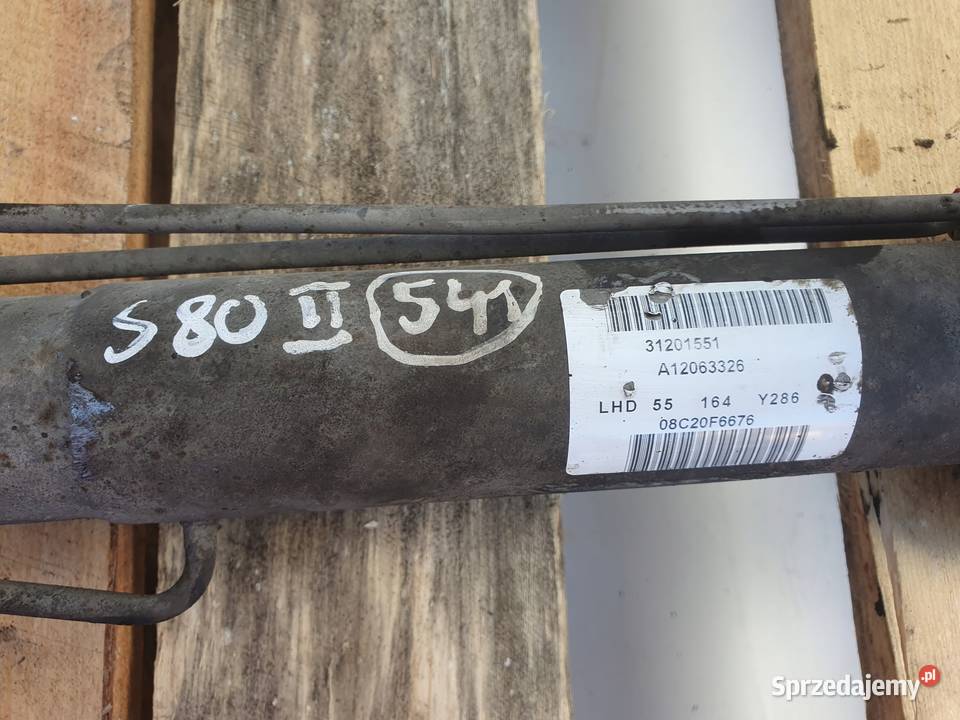 S80 II 541
31201551
A12063326
LHD 55 164 Y286
08C20F6676
Sprzedajemy.pl